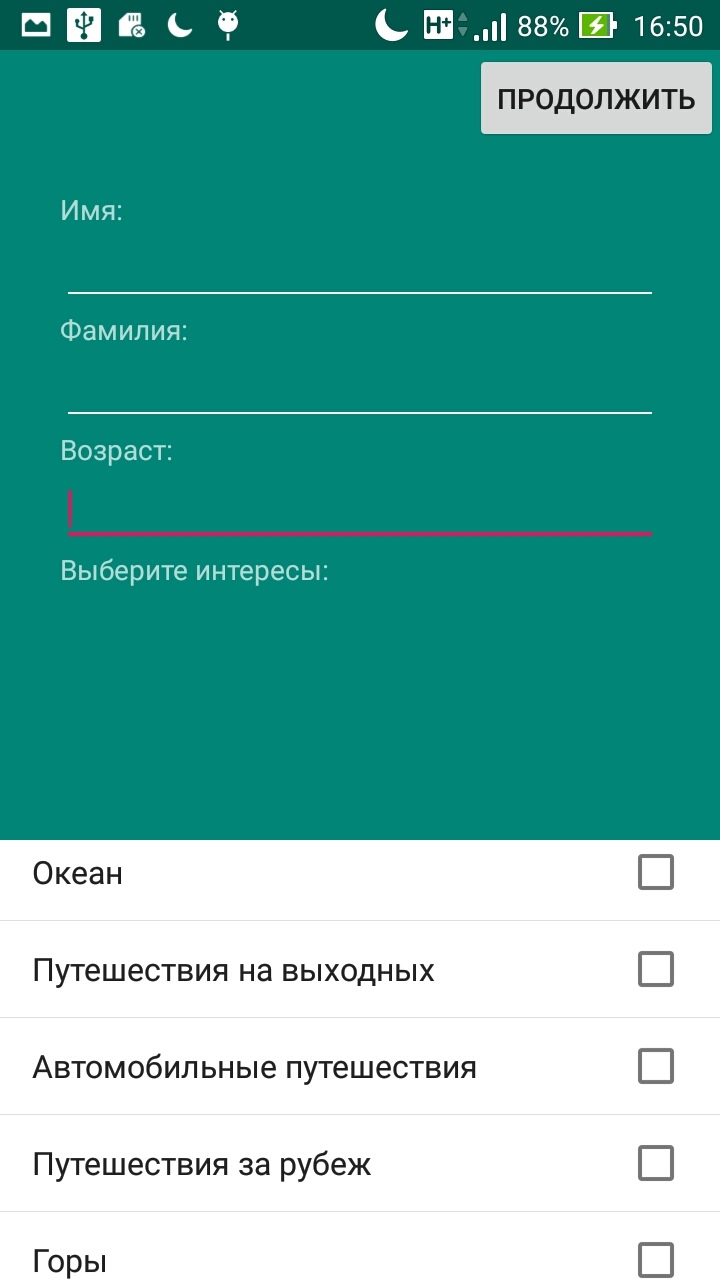 H+ 88% 16:50
ПРОДОЛЖИТЬ
Имя:
Фамилия:
Возраст:
Выберите интересы:
Океан
Путешествия на выходных
Автомобильные путешествия
Путешествия за рубеж
Горы